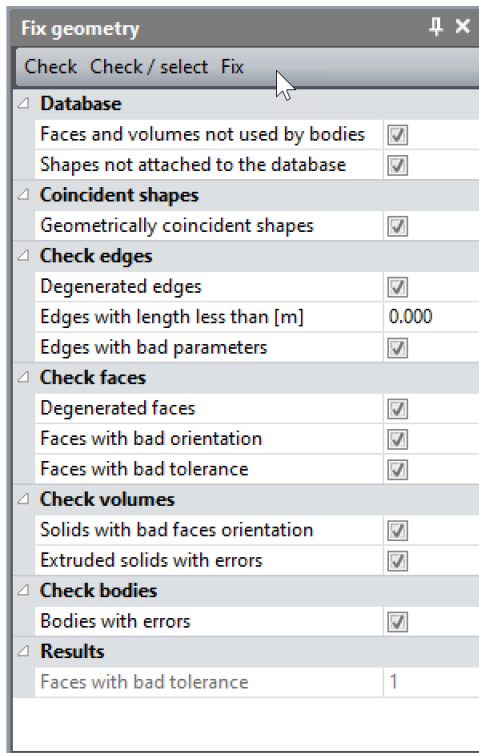 Fix geometry
Check Check / select Fix
Database
Faces and volumes not used by bodies
Shapes not attached to the database
Coincident shapes
Geometrically coincident shapes
Check edges
Degenerated edges
Edges with length less than [m] 0.000
Edges with bad parameters
Check faces
Degenerated faces
Faces with bad orientation
Faces with bad tolerance
Check volumes
Solids with bad faces orientation
Extruded solids with errors
Check bodies
Bodies with errors
Results
Faces with bad tolerance 1